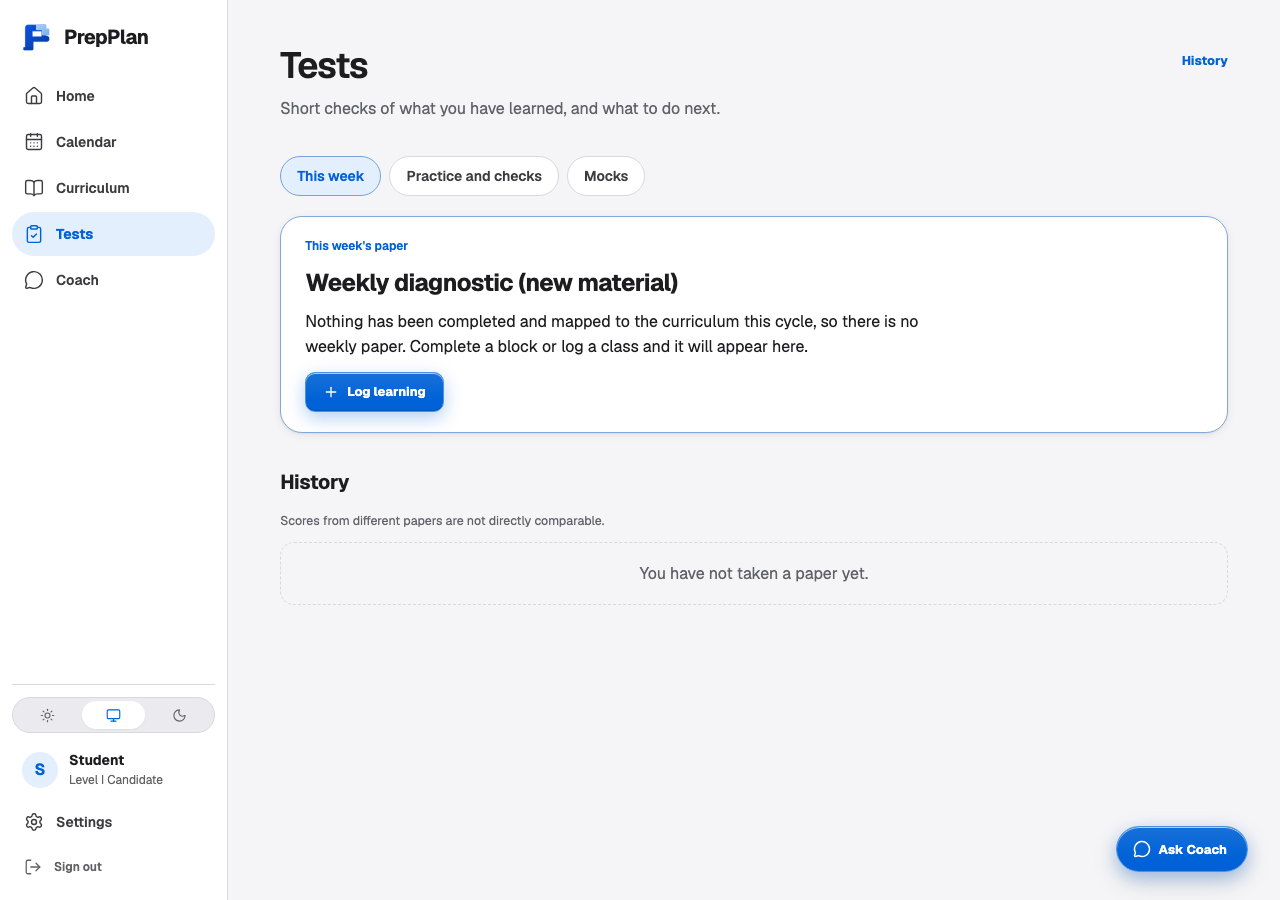 PrepPlan
Home
Calendar
Curriculum
Tests
Coach
Student
S
Level I Candidate
Settings
Sign out
Tests
History
Short checks of what you have learned, and what to do next.
This week
Practice and checks
Mocks
This week's paper
Weekly diagnostic (new material)
Nothing has been completed and mapped to the curriculum this cycle, so there is no
weekly paper. Complete a block or log a class and it will appear here.
Log learning
History
Scores from different papers are not directly comparable.
You have not taken a paper yet.
Ask Coach